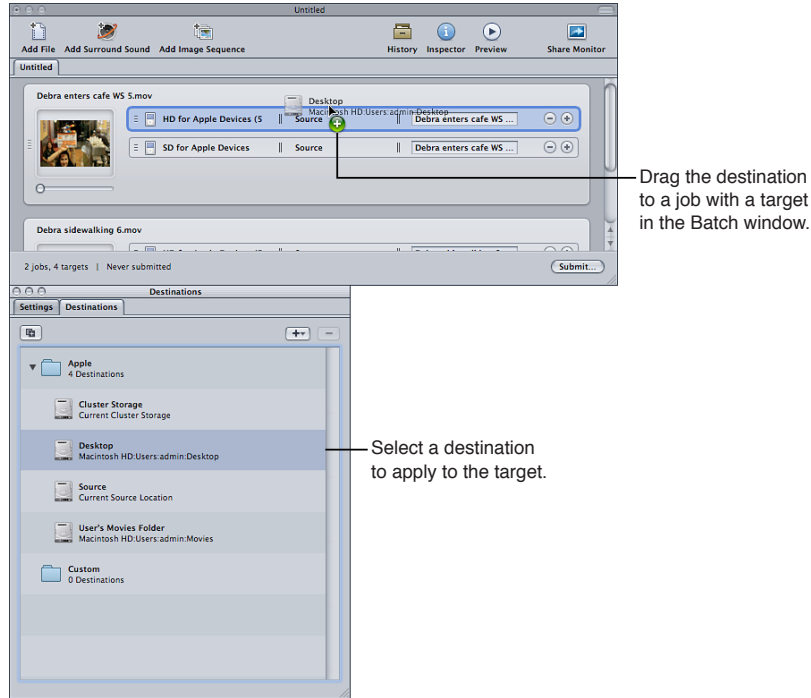 Untitled
Add File Add Surround Sound Add Image Sequence History Inspector Preview Share Monitor
Untitled
Debra enters cafe WS 5.mov
Desktop
Macintosh HD:Users:admin:Desktop
HD for Apple Devices (5 Source Debra enters cafe WS ...
SD for Apple Devices Source Debra enters cafe WS ...
Drag the destination
to a job with a target
in the Batch window.
Debra sidewalking 6.mov
2 jobs, 4 targets | Never submitted Submit...
Destinations
Settings Destinations
Apple
4 Destinations
Cluster Storage
Current Cluster Storage
Desktop
Macintosh HD:Users:admin:Desktop
Select a destination
to apply to the target.
Source
Current Source Location
User's Movies Folder
Macintosh HD:Users:admin:Movies
Custom
0 Destinations